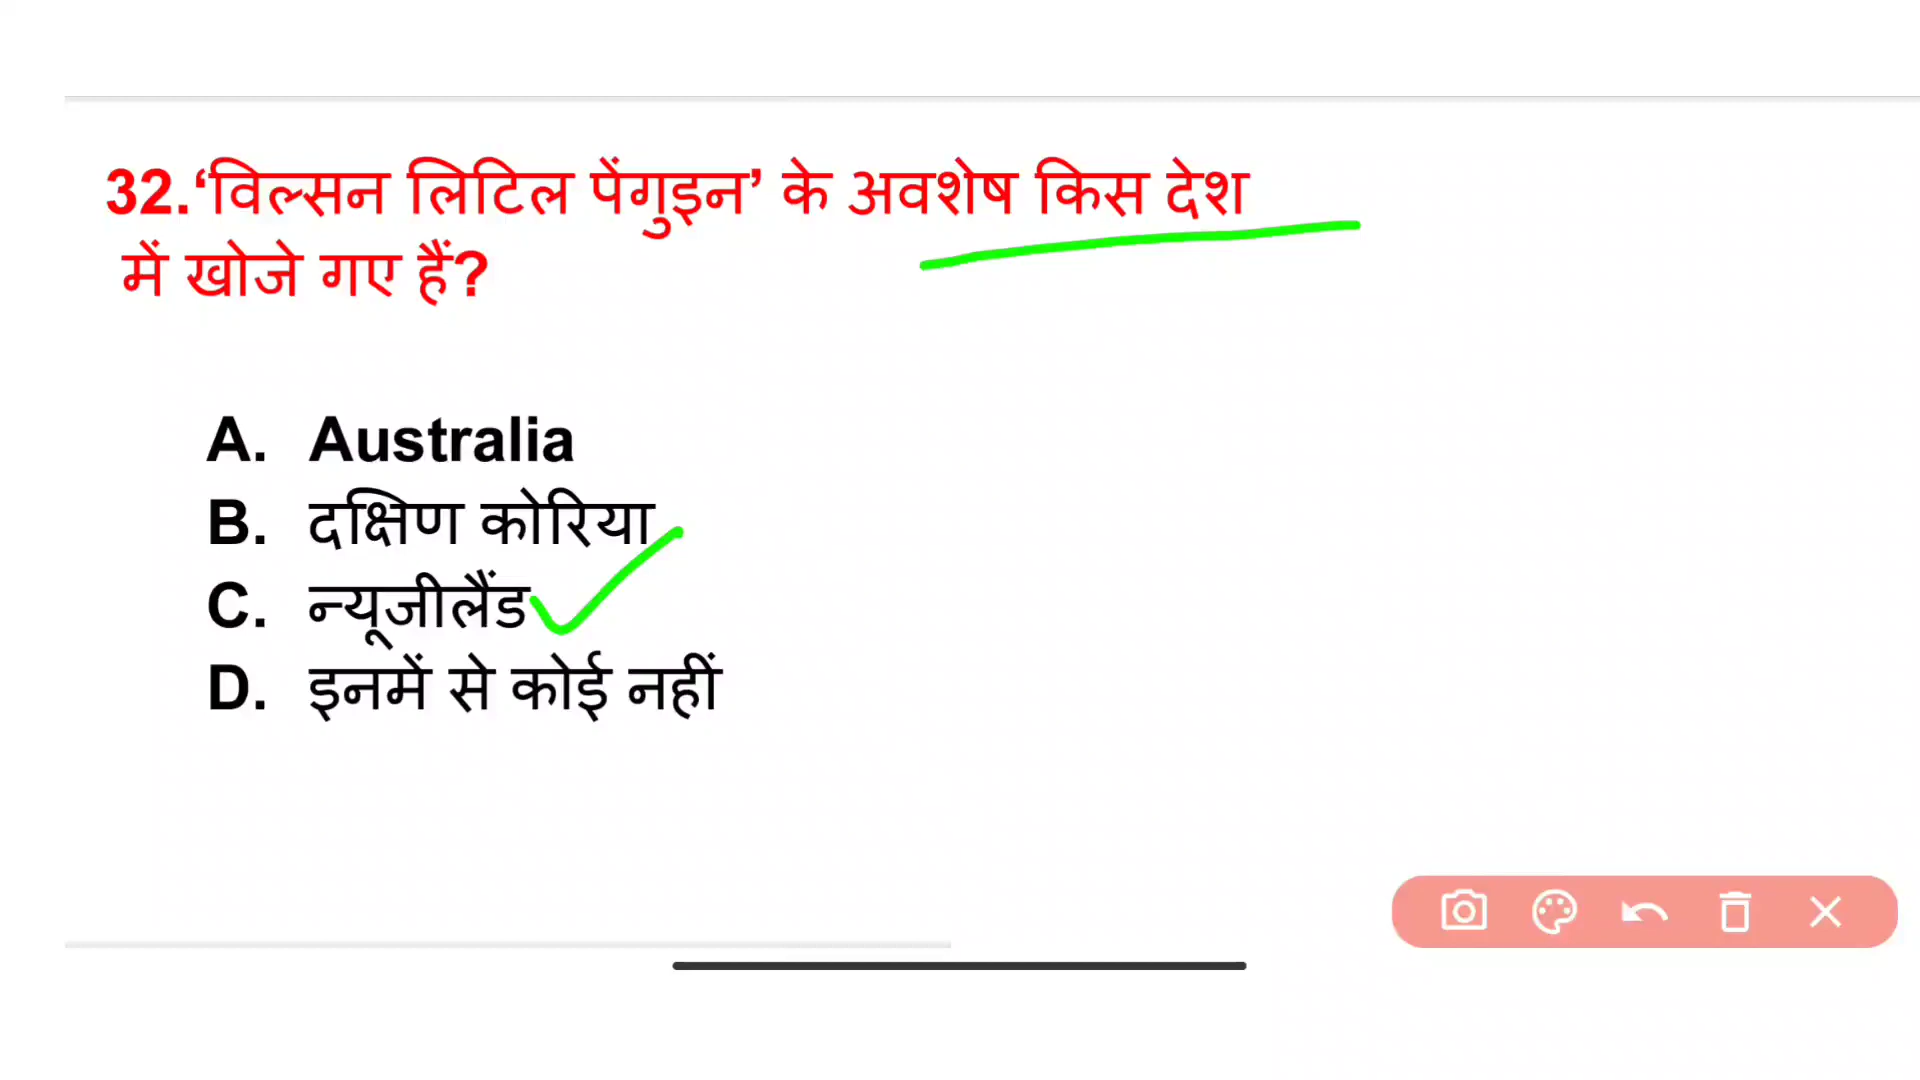 32.‘विल्सन लिटिल पेंगुइन’ के अवशेष किस देश
में खोजे गए हैं?
A. Australia
B. दक्षिण कोरिया
C. न्यूजीलैंड
D. इनमें से कोई नहीं